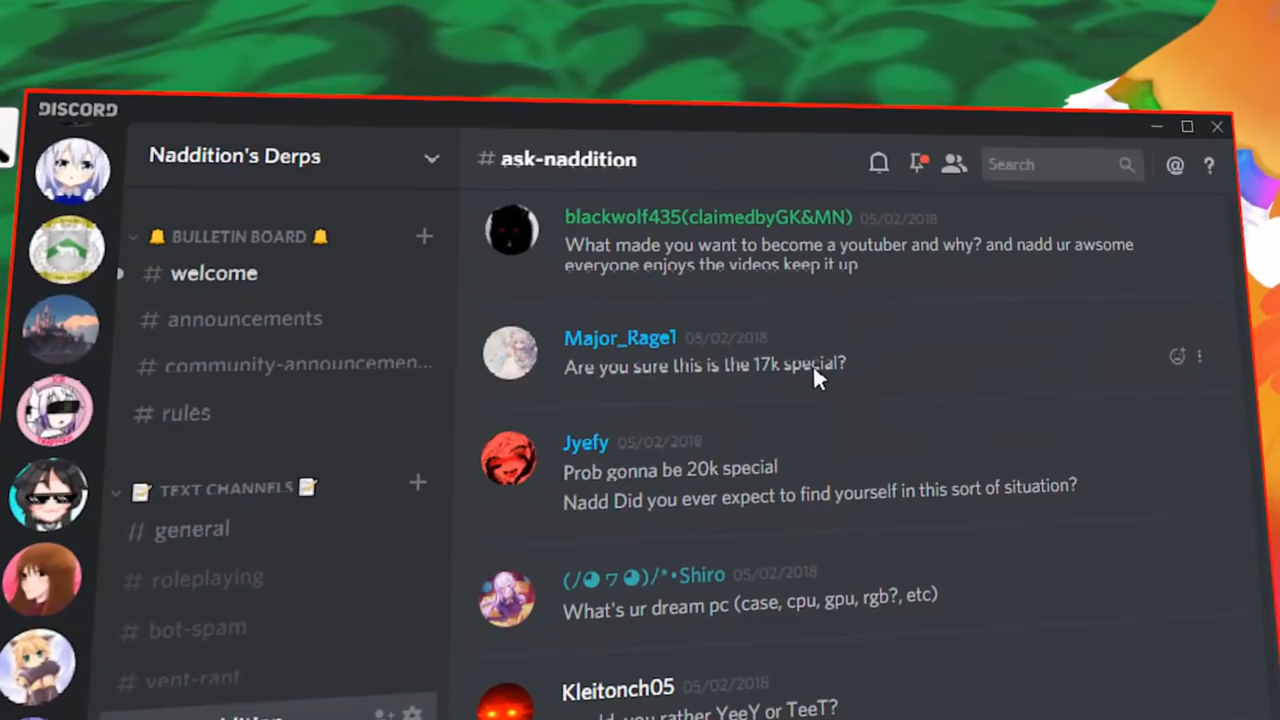 DISCORD
Naddition's Derps
🔔 BULLETIN BOARD 🔔
# welcome
# announcements
# community-announcemen...
# rules
📝 TEXT CHANNELS 📝
// general
# roleplaying
# bot-spam
# vent-rant
# ask-naddition
Search
@ ?
blackwolf435(claimedbyGK&MN) 05/02/2018
What made you want to become a youtuber and why? and nadd ur awsome
everyone enjoys the videos keep it up
Major_Rage1 05/02/2018
Are you sure this is the 17k special?
Jyefy 05/02/2018
Prob gonna be 20k special
Nadd Did you ever expect to find yourself in this sort of situation?
(/◕ ヮ ◕)/*•Shiro 05/02/2018
What's ur dream pc (case, cpu, gpu, rgb?, etc)
Kleitonch05 05/02/2018
you rather YeeY or TeeT?